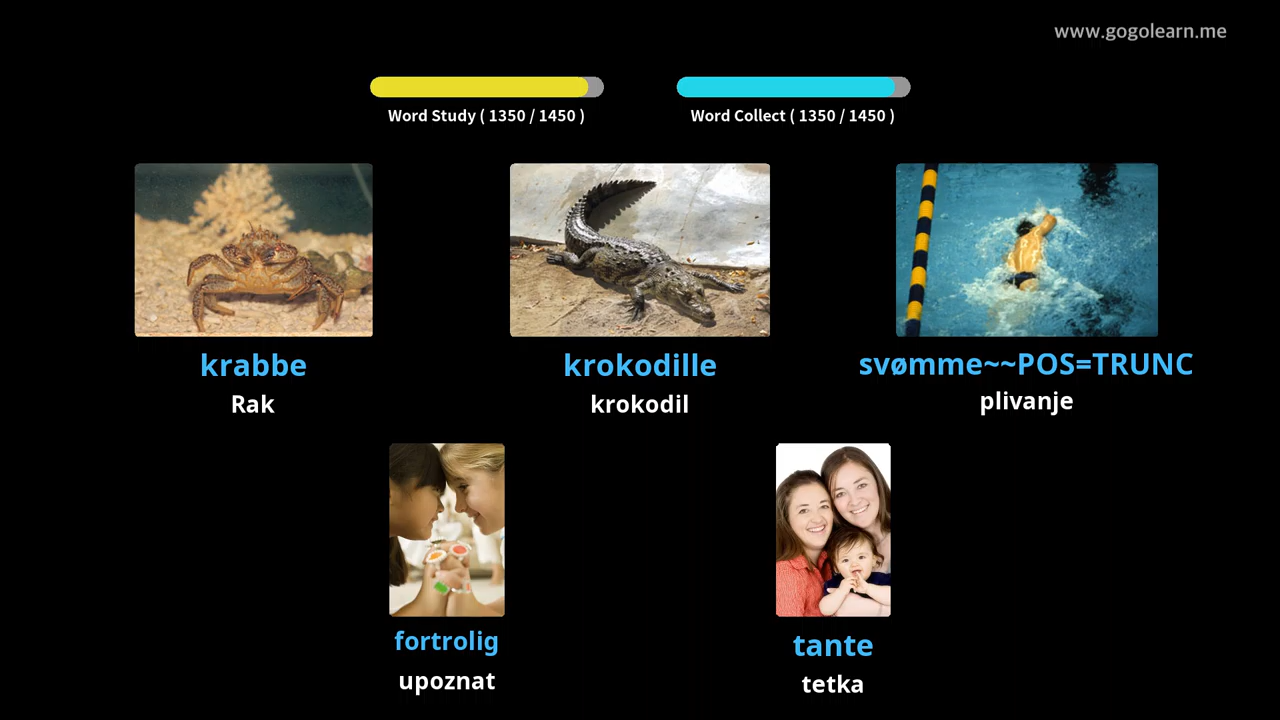 www.gogolearn.me
Word Study ( 1350 / 1450 )
Word Collect ( 1350 / 1450 )
krabbe
Rak
krokodille
krokodil
svømme~~POS=TRUNC
plivanje
fortrolig
upoznat
tante
tetka